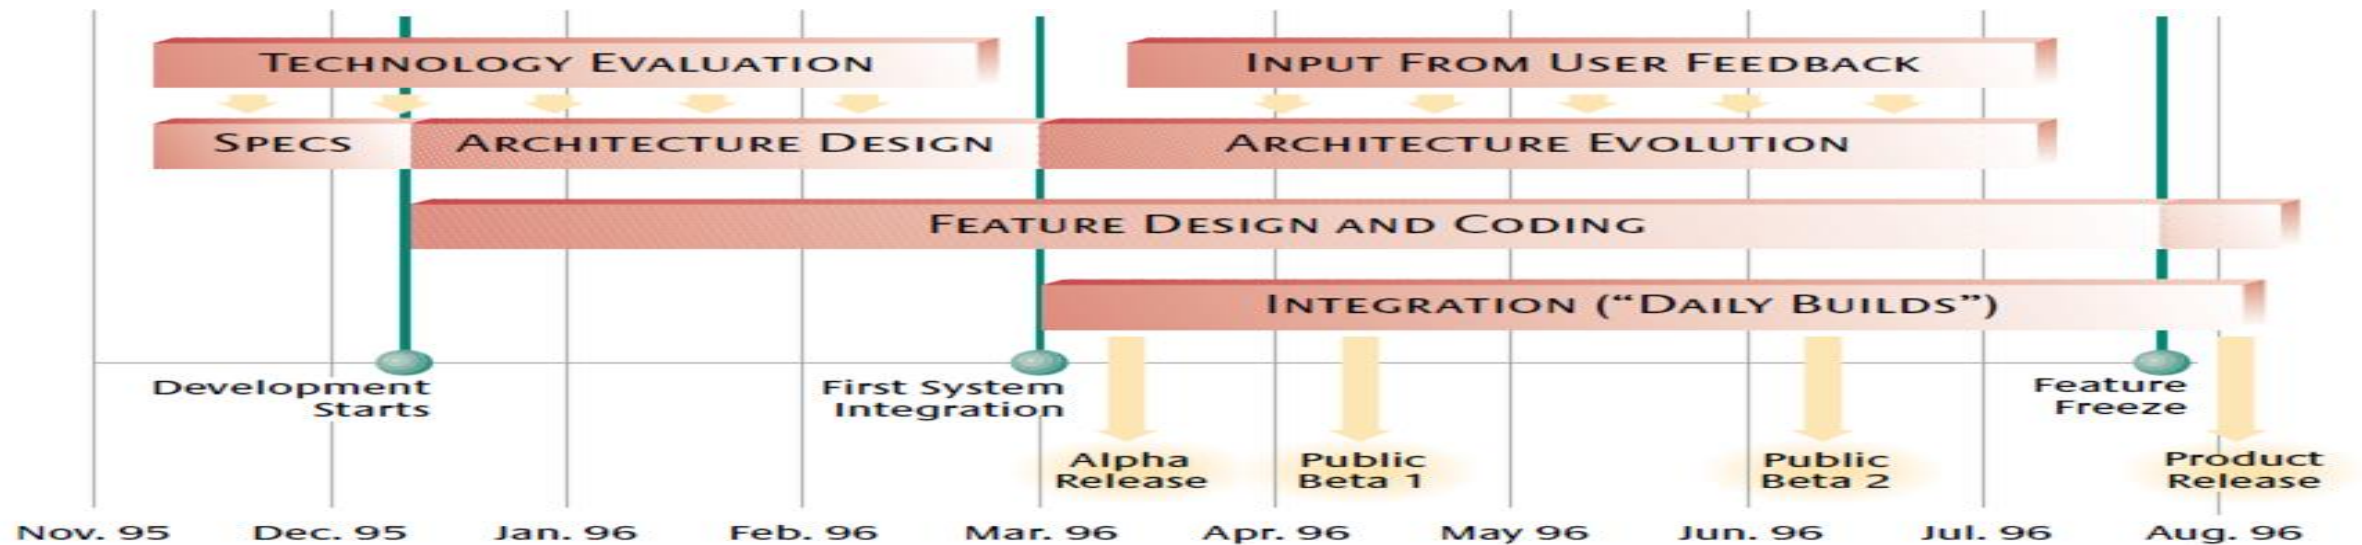 TECHNOLOGY EVALUATION
INPUT FROM USER FEEDBACK
SPECS
ARCHITECTURE DESIGN
ARCHITECTURE EVOLUTION
FEATURE DESIGN AND CODING
INTEGRATION (“DAILY BUILDS”)
Development
Starts
First System
Integration
Feature
Freeze
Alpha
Release
Public
Beta 1
Public
Beta 2
Product
Release
Nov. 95
Dec. 95
Jan. 96
Feb. 96
Mar. 96
Apr. 96
May 96
Jun. 96
Jul. 96
Aug. 96